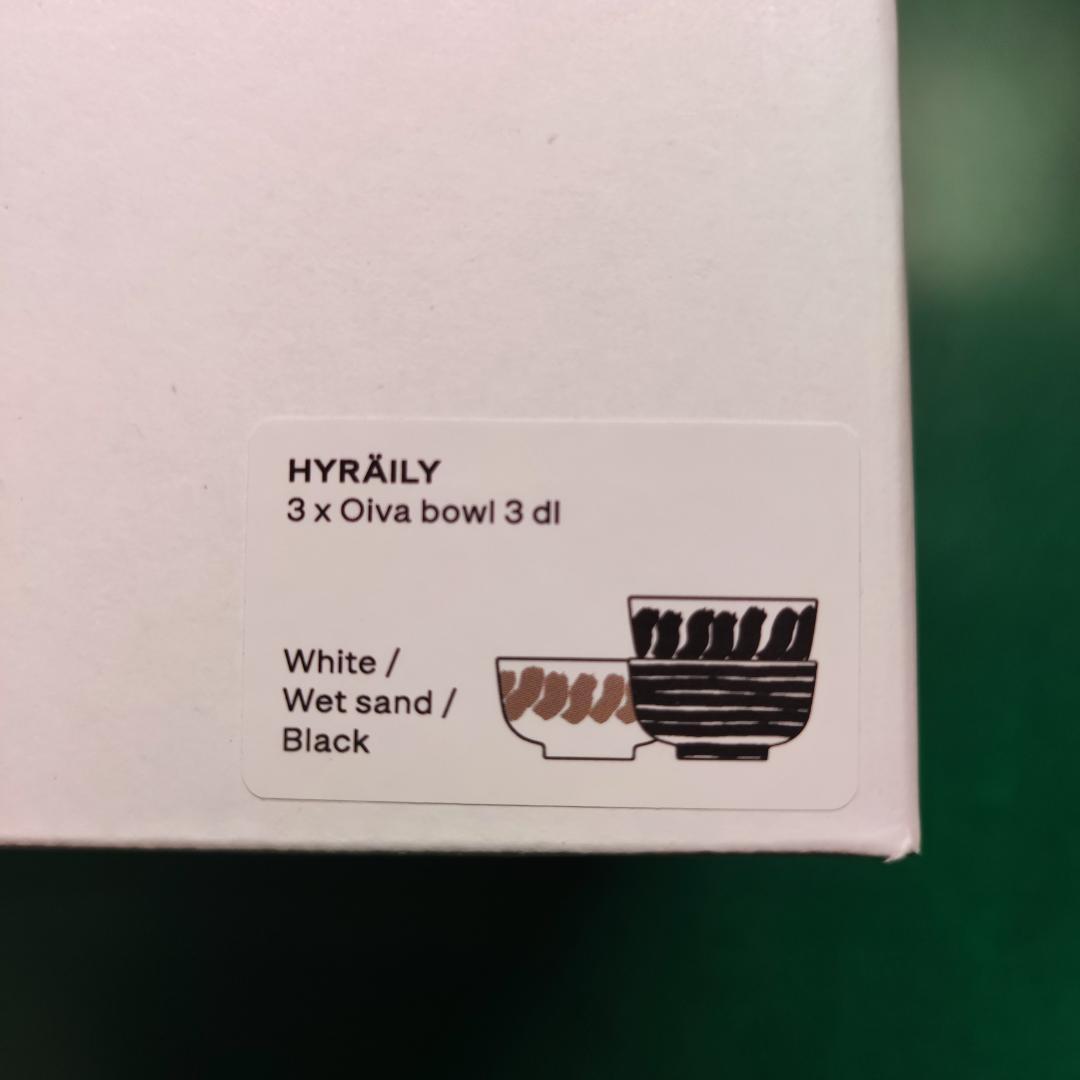 HYRÄILY
3 x Oiva bowl 3 dl
White /
Wet sand /
Black